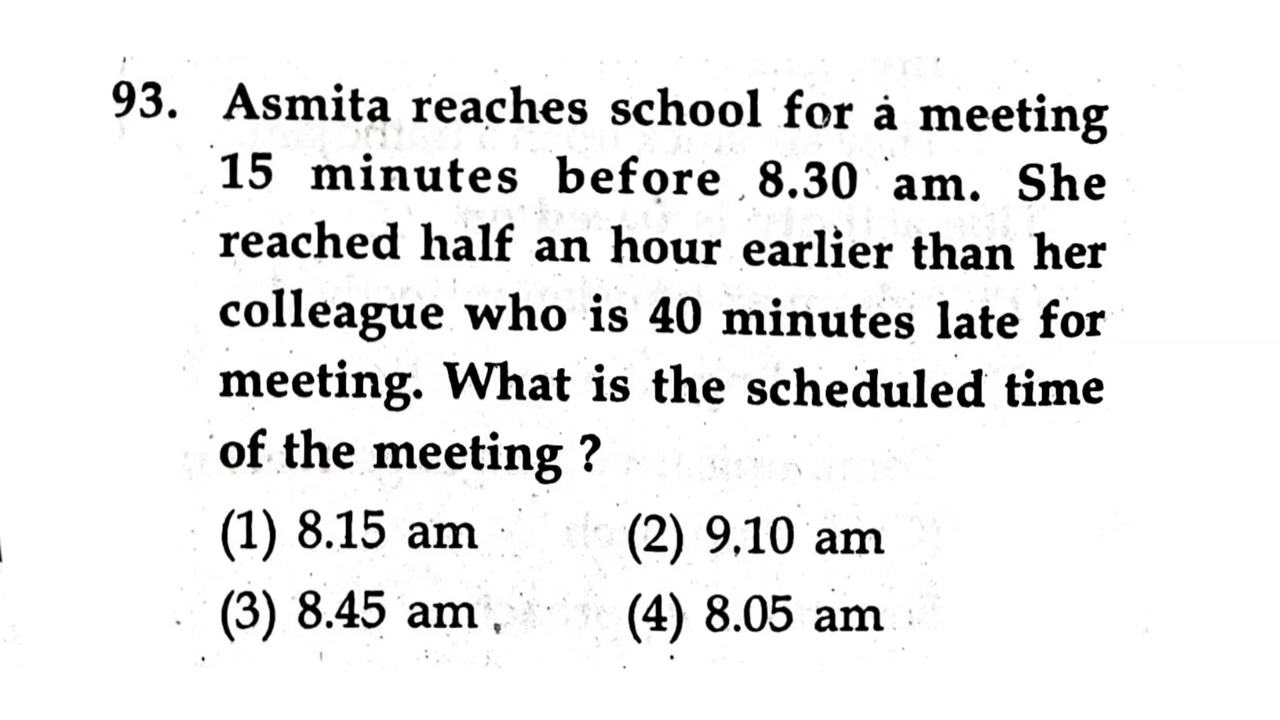 93. Asmita reaches school for a meeting
15 minutes before 8.30 am. She
reached half an hour earlier than her
colleague who is 40 minutes late for
meeting. What is the scheduled time
of the meeting ?
(1) 8.15 am (2) 9.10 am
(3) 8.45 am (4) 8.05 am